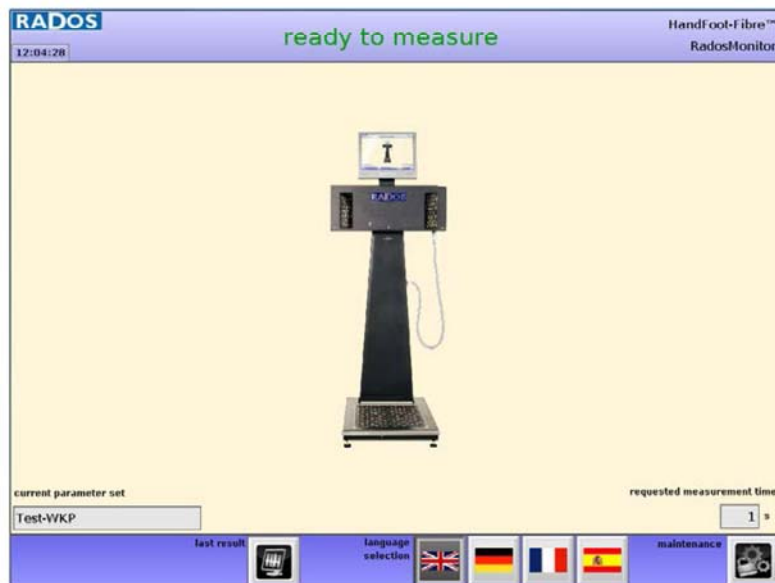 RADOS
12:04:28
ready to measure
HandFoot-Fibre™
RadosMonitor
RADOS
current parameter set
Test-WKP
requested measurement time
1 s
last result
language
selection
maintenance